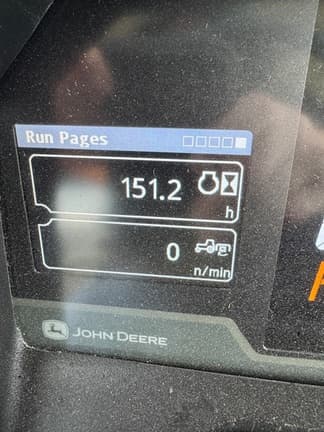 Run Pages
151.2
h
0
n/min
JOHN DEERE